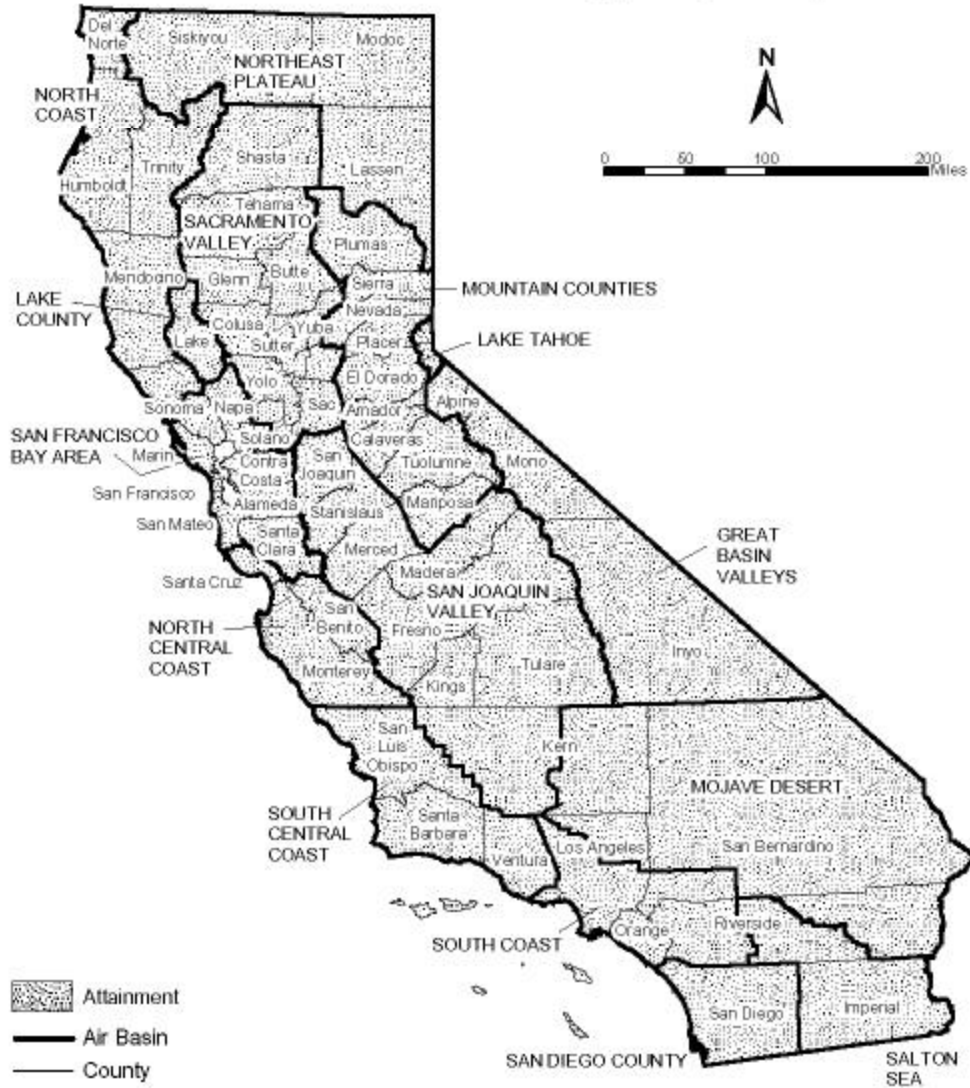 Del
Norte
Siskiyou
Modoc
NORTHEAST
PLATEAU
N
NORTH
COAST
Shasta
Trinity
Lassen
0 50 100 200
Miles
Humboldt
Tehama
SACRAMENTO
VALLEY
Plumas
Mendocino
Glenn
Butte
Sierra
MOUNTAIN COUNTIES
LAKE
COUNTY
Nevada
Colusa
Yuba
Lake
Sutter
Placer
LAKE TAHOE
Yolo
El Dorado
Sonoma
Napa
Sac
Amador
Alpine
SAN FRANCISCO
BAY AREA
Solano
Calaveras
Marin
Contra
Costa
San
Joaquin
Tuolumne
Mono
San Francisco
Alameda
Stanislaus
Mariposa
San Mateo
Santa
Clara
Merced
GREAT
BASIN
VALLEYS
Santa Cruz
Madera
SAN JOAQUIN
VALLEY
NORTH
CENTRAL
COAST
San
Benito
Fresno
Inyo
Monterey
Kings
Tulare
San
Luis
Obispo
Kern
MOJAVE DESERT
SOUTH
CENTRAL
COAST
Santa
Barbara
Ventura
Los Angeles
San Bernardino
SOUTH COAST
Orange
Riverside
Attainment
San Diego
Imperial
Air Basin
County
SAN DIEGO COUNTY
SALTON
SEA